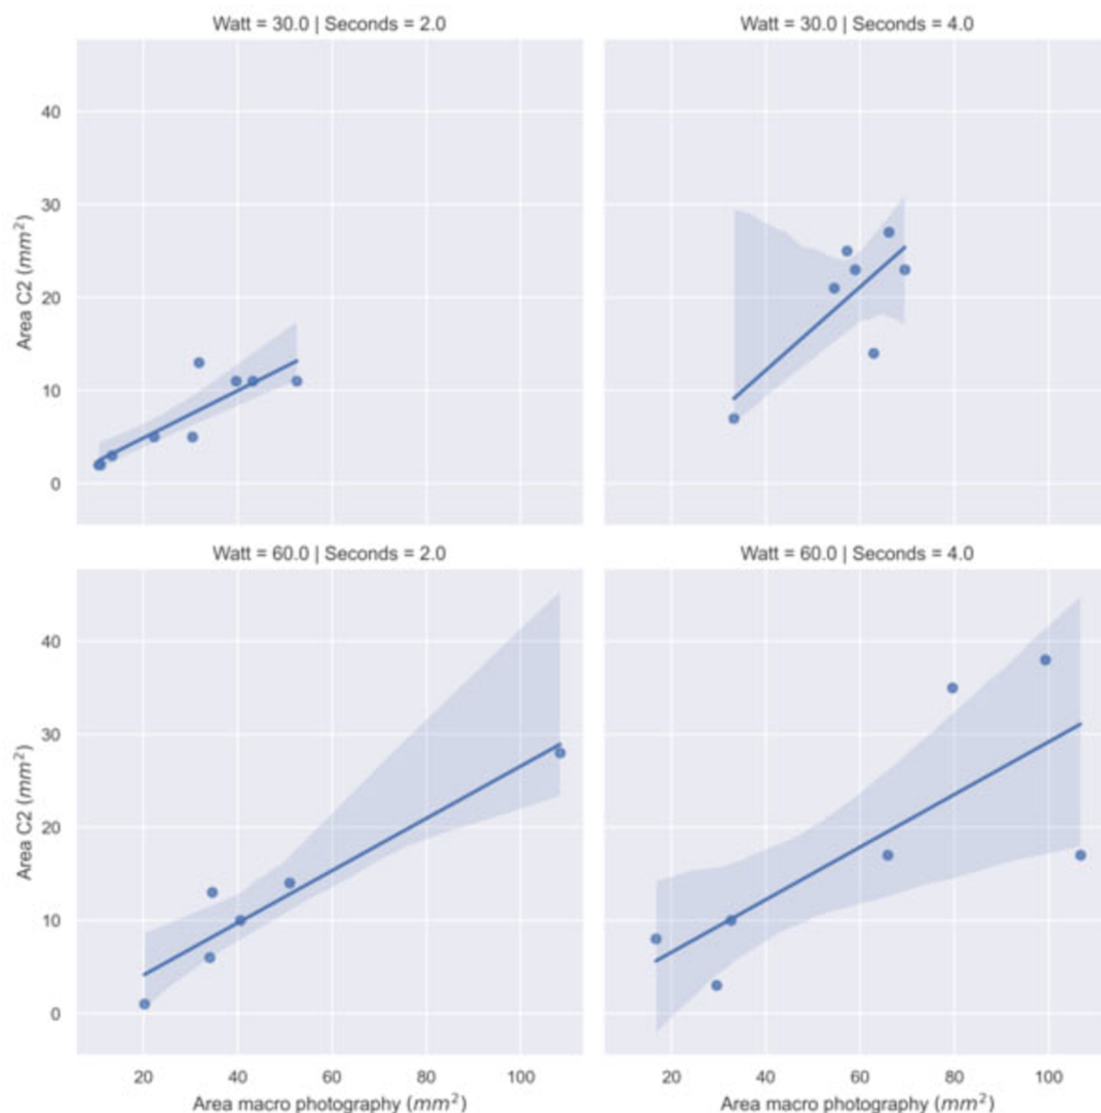 Watt = 30.0 | Seconds = 2.0
Watt = 30.0 | Seconds = 4.0
40
30
20
10
0
Area C2 (mm²)
Watt = 60.0 | Seconds = 2.0
Watt = 60.0 | Seconds = 4.0
40
30
20
10
0
Area C2 (mm²)
20 40 60 80 100
20 40 60 80 100
Area macro photography (mm²)
Area macro photography (mm²)